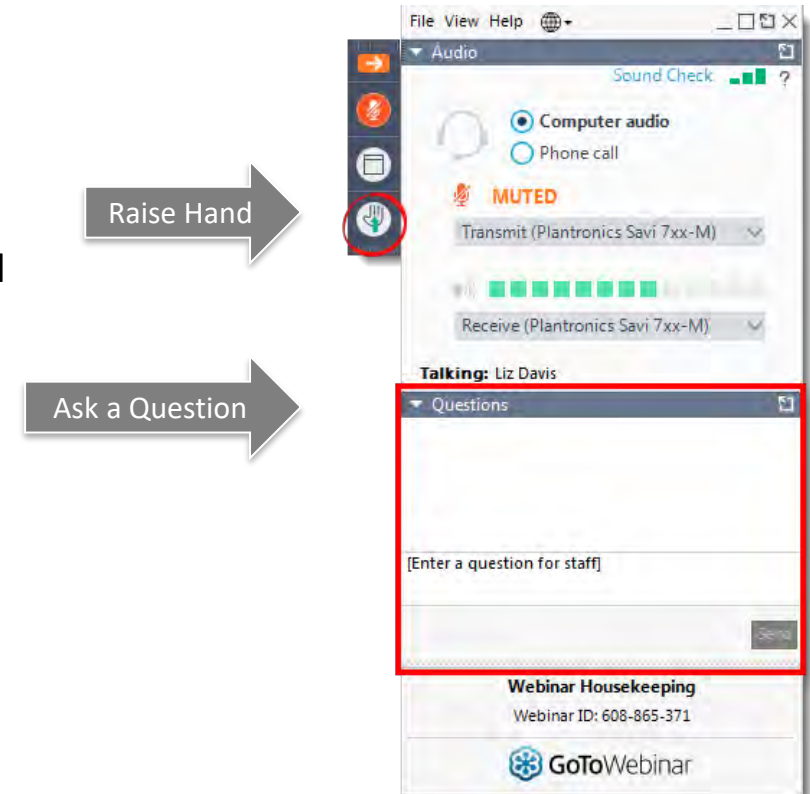 File View Help
Audio
Sound Check ?
Computer audio
Phone call
MUTED
Raise Hand
Transmit (Plantronics Savi 7xx-M)
Receive (Plantronics Savi 7xx-M)
Talking: Liz Davis
Ask a Question
Questions
[Enter a question for staff]
Send
Webinar Housekeeping
Webinar ID: 608-865-371
GoToWebinar